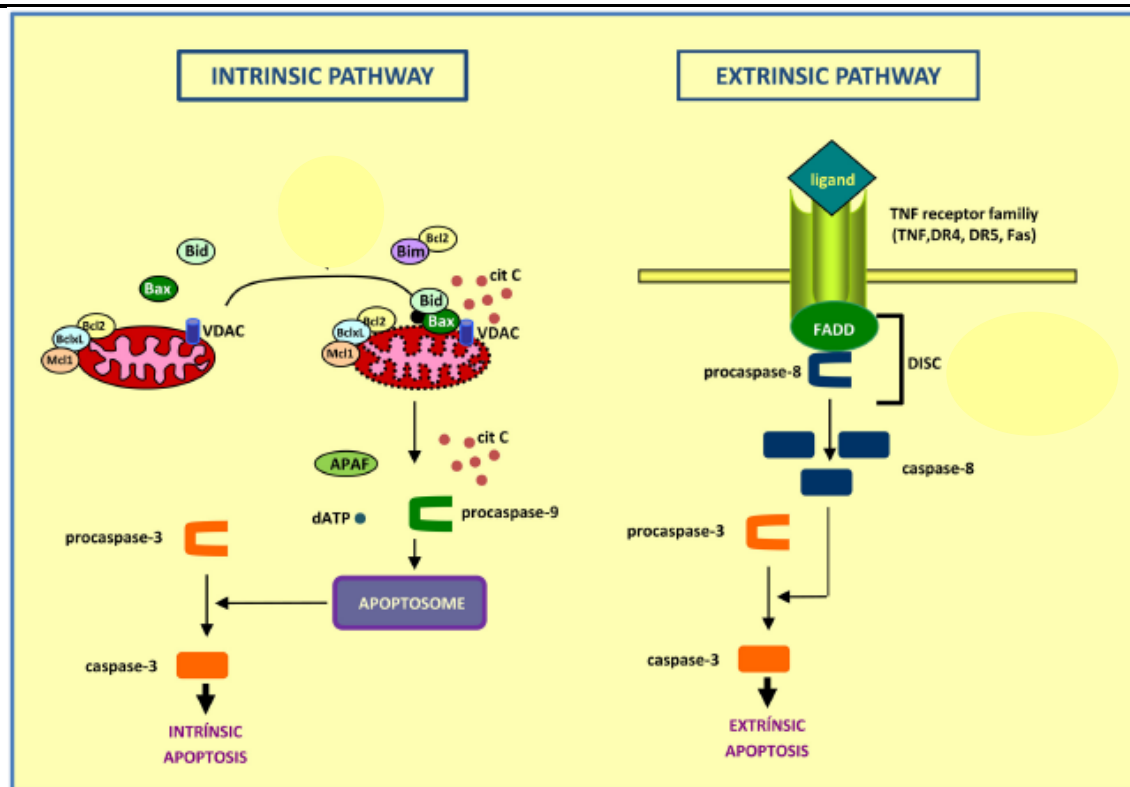 INTRINSIC PATHWAY
Bid
Bax
Bcl2
BclxL
Mcl1
VDAC
Bim
Bcl2
cit C
Bid
Bax
Bcl2
BclxL
Mcl1
VDAC
cit C
APAF
dATP
procaspase-9
procaspase-3
APOPTOSOME
caspase-3
INTRÍNSIC
APOPTOSIS
EXTRINSIC PATHWAY
ligand
TNF receptor familiy
(TNF,DR4, DR5, Fas)
FADD
procaspase-8
DISC
caspase-8
procaspase-3
caspase-3
EXTRÍNSIC
APOPTOSIS